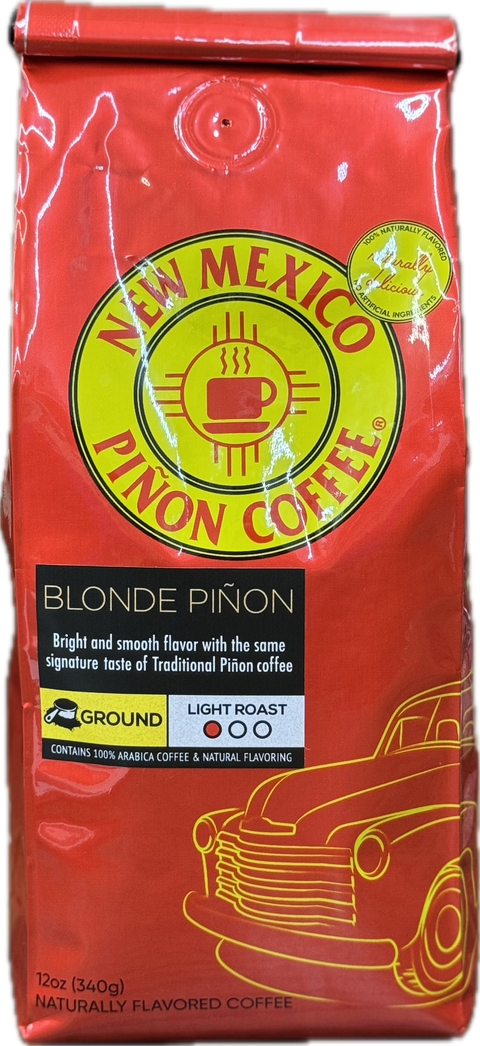 100% NATURALLY FLAVORED
NO ARTIFICIAL INGREDIENTS
NEW MEXICO
PIÑON COFFEE®
BLONDE PIÑON
Bright and smooth flavor with the same
signature taste of Traditional Piñon coffee
GROUND
LIGHT ROAST
CONTAINS 100% ARABICA COFFEE & NATURAL FLAVORING
12oz (340g)
NATURALLY FLAVORED COFFEE